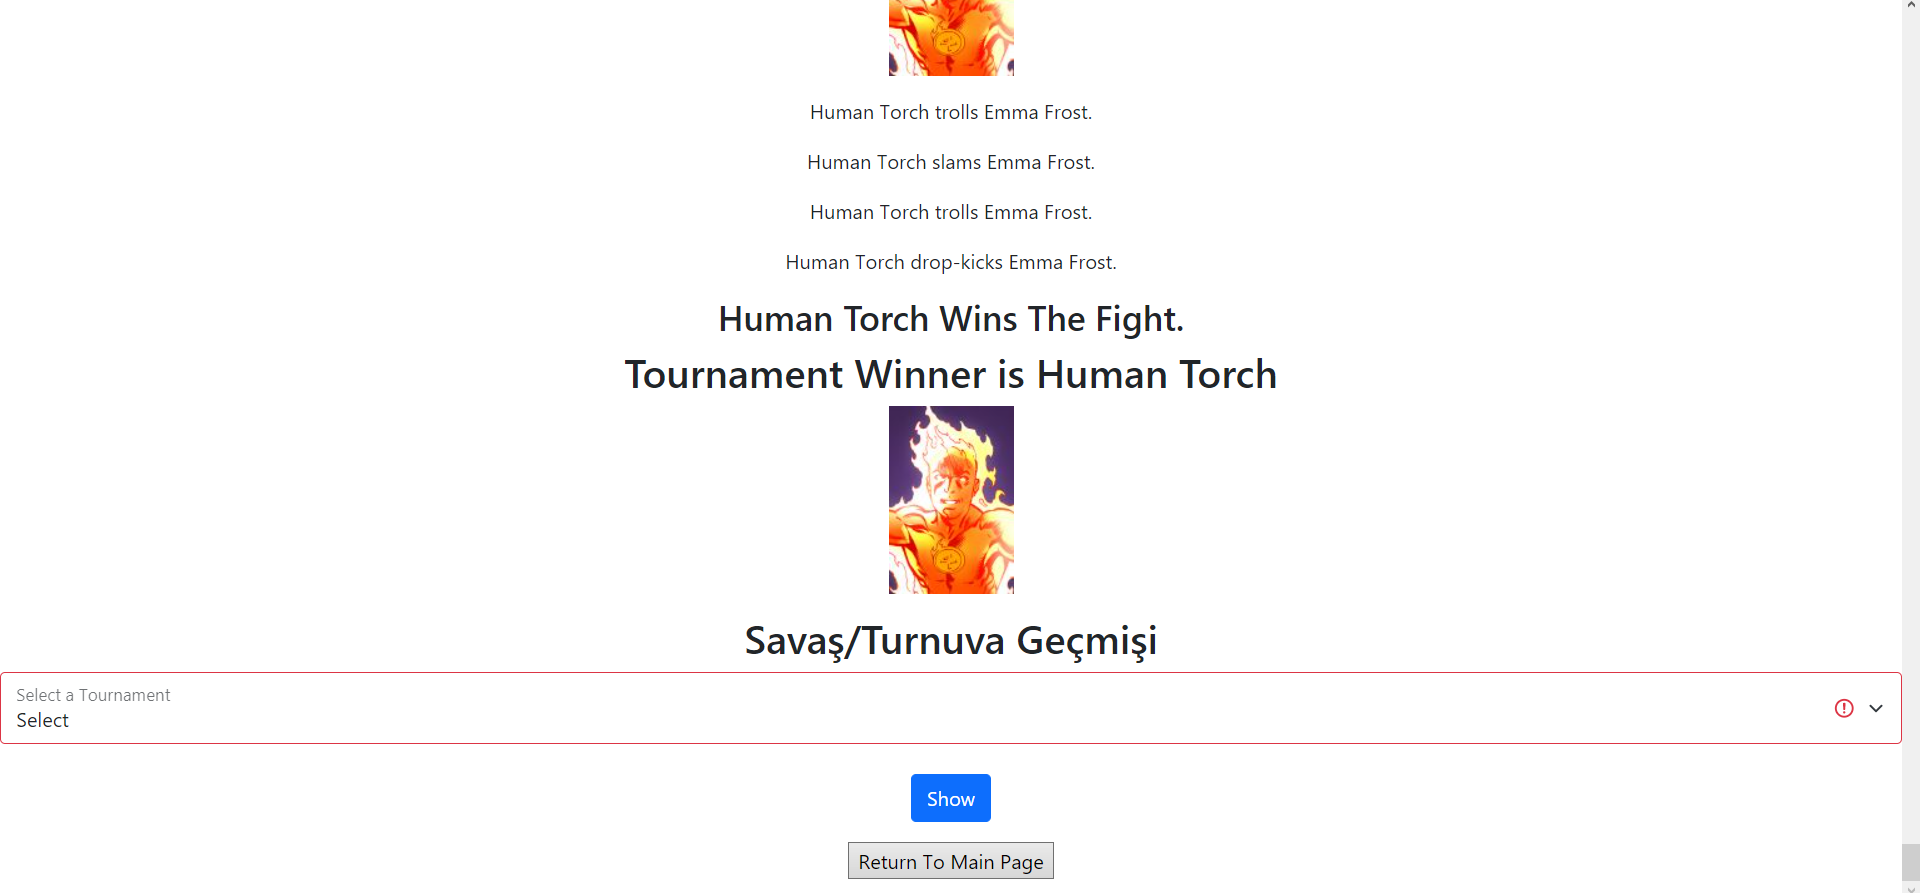 Human Torch trolls Emma Frost.
Human Torch slams Emma Frost.
Human Torch trolls Emma Frost.
Human Torch drop-kicks Emma Frost.
Human Torch Wins The Fight.
Tournament Winner is Human Torch
Savaş/Turnuva Geçmişi
Select a Tournament
Select
Show
Return To Main Page